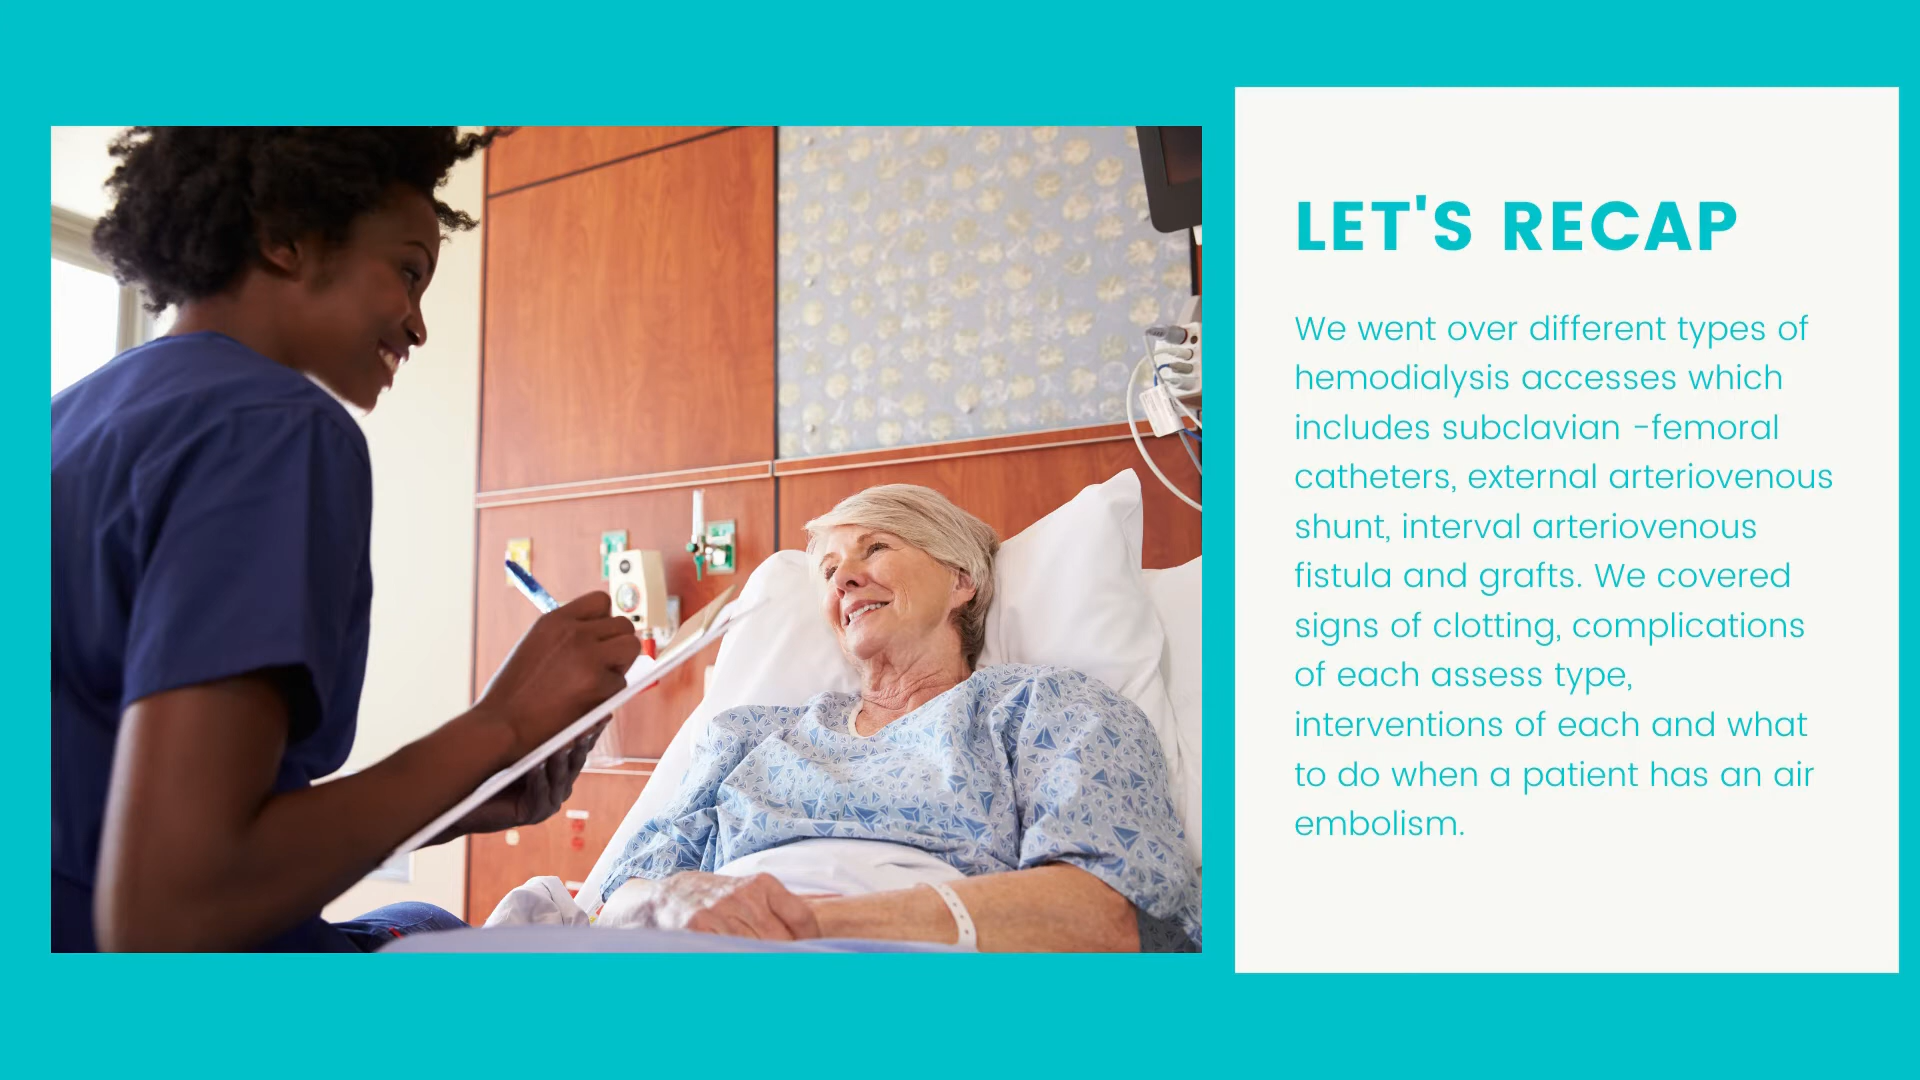 LET'S RECAP
We went over different types of
hemodialysis accesses which
includes subclavian -femoral
catheters, external arteriovenous
shunt, interval arteriovenous
fistula and grafts. We covered
signs of clotting, complications
of each assess type,
interventions of each and what
to do when a patient has an air
embolism.